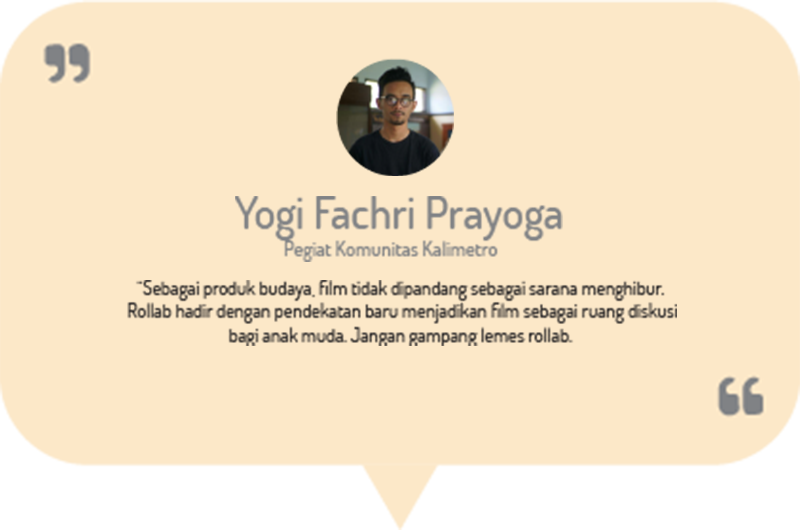 Yogi Fachri Prayoga
Pegiat Komunitas Kalimetro
"Sebagai produk budaya, film tidak dipandang sebagai sarana menghibur.
Rollab hadir dengan pendekatan baru menjadikan film sebagai ruang diskusi
bagi anak muda. Jangan gampang lemes rollab.